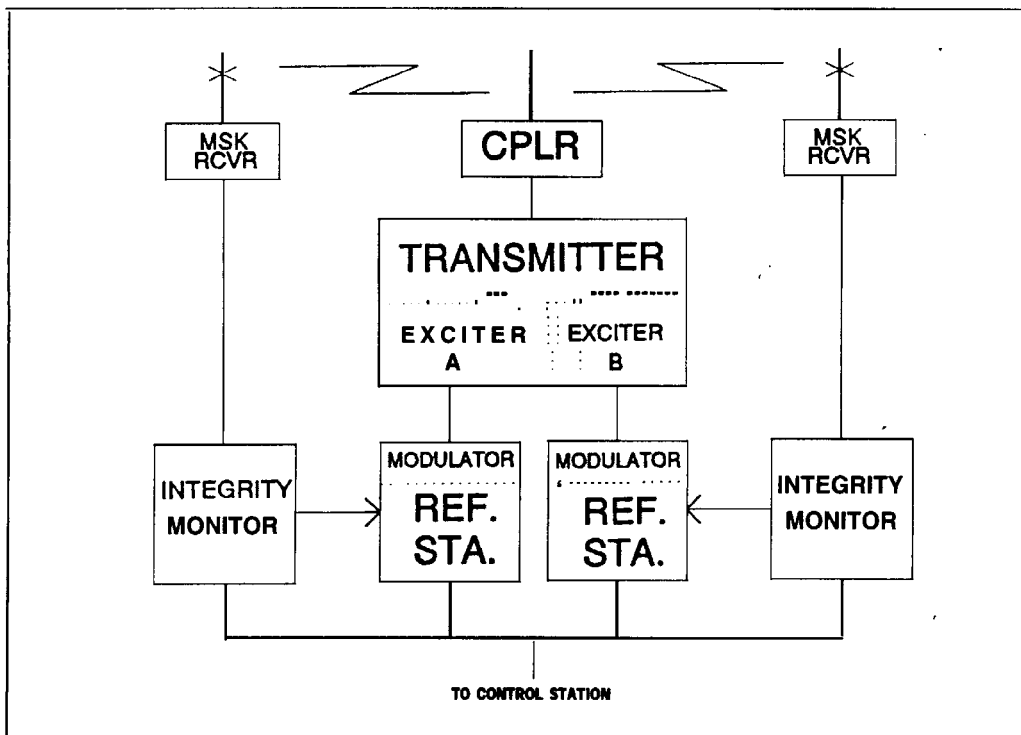 MSK
RCVR
CPLR
MSK
RCVR
TRANSMITTER
EXCITER
A
EXCITER
B
INTEGRITY
MONITOR
MODULATOR
REF.
STA.
MODULATOR
REF.
STA.
INTEGRITY
MONITOR
TO CONTROL STATION